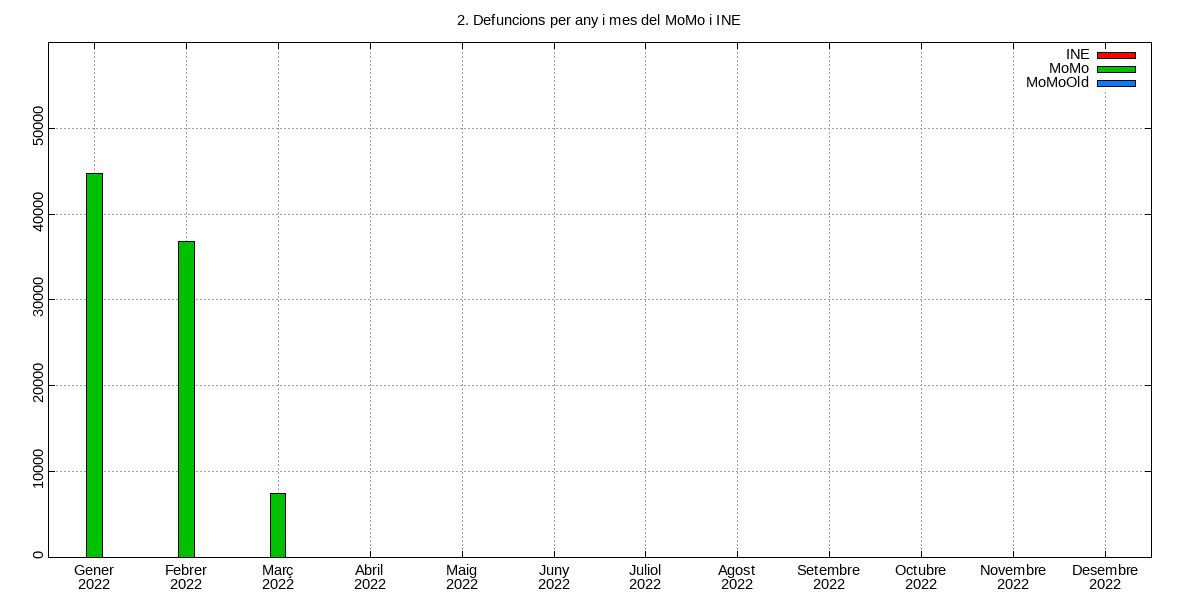 2. Defuncions per any i mes del MoMo i INE
INE
MoMo
MoMoOld
50000
40000
30000
20000
10000
0
Gener Febrer Març Abril Maig Juny Juliol Agost Setembre Octubre Novembre Desembre
2022 2022 2022 2022 2022 2022 2022 2022 2022 2022 2022 2022